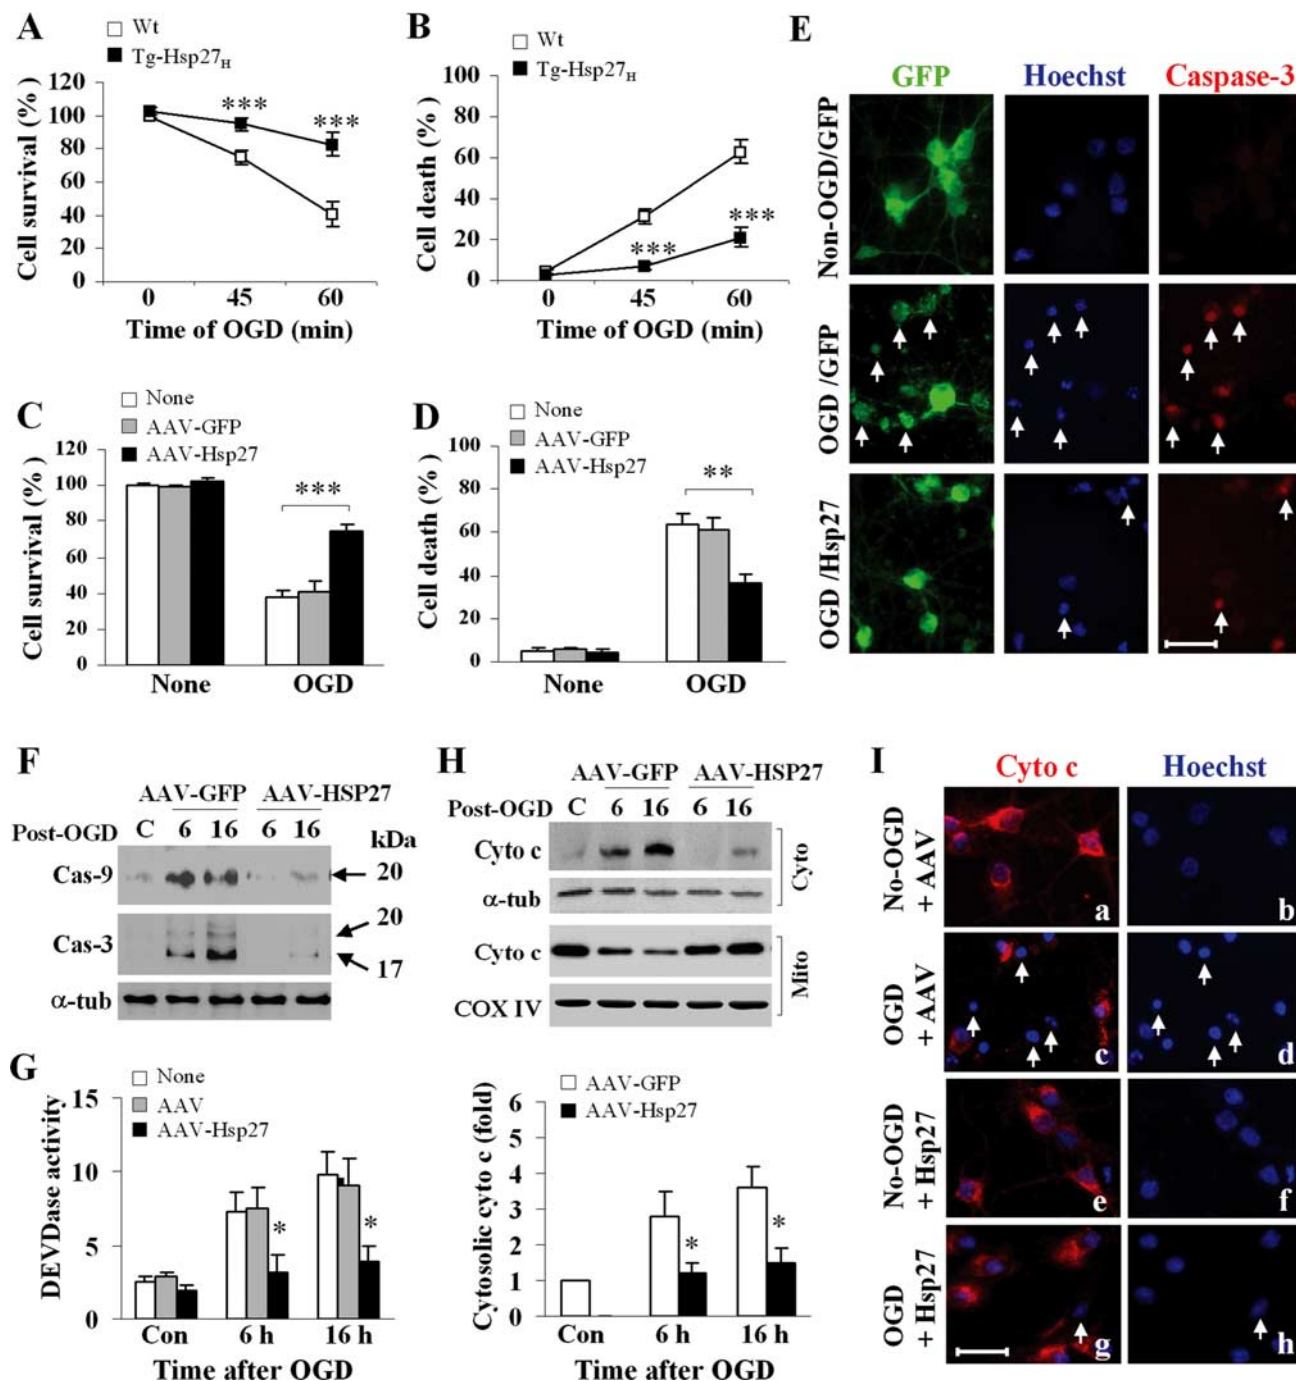 A
Wt
Tg-Hsp27H
Cell survival (%)
120
100
80
60
40
20
0
0 45 60
Time of OGD (min)
***
***
B
Wt
Tg-Hsp27H
Cell death (%)
100
80
60
40
20
0
0 45 60
Time of OGD (min)
***
***
C
None
AAV-GFP
AAV-Hsp27
Cell survival (%)
120
100
80
60
40
20
0
***
None OGD
D
None
AAV-GFP
AAV-Hsp27
Cell death (%)
100
80
60
40
20
0
**
None OGD
E
GFP Hoechst Caspase-3
Non-OGD/GFP
OGD /GFP
OGD /Hsp27
F
AAV-GFP AAV-HSP27
Post-OGD C 6 16 6 16 kDa
Cas-9 20
Cas-3 20
17
α-tub
G
None
AAV
AAV-Hsp27
DEVDase activity
15
10
5
0
*
*
Con 6 h 16 h
Time after OGD
H
AAV-GFP AAV-HSP27
Post-OGD C 6 16 6 16
Cyto c
α-tub
Cyto
Cyto c
COX IV
Mito
AAV-GFP
AAV-Hsp27
Cytosolic cyto c (fold)
6
5
4
3
2
1
0
*
*
Con 6 h 16 h
Time after OGD
I
Cyto c Hoechst
No-OGD
+ AAV
a b
OGD
+ AAV
c d
No-OGD
+ Hsp27
e f
OGD
+ Hsp27
g h